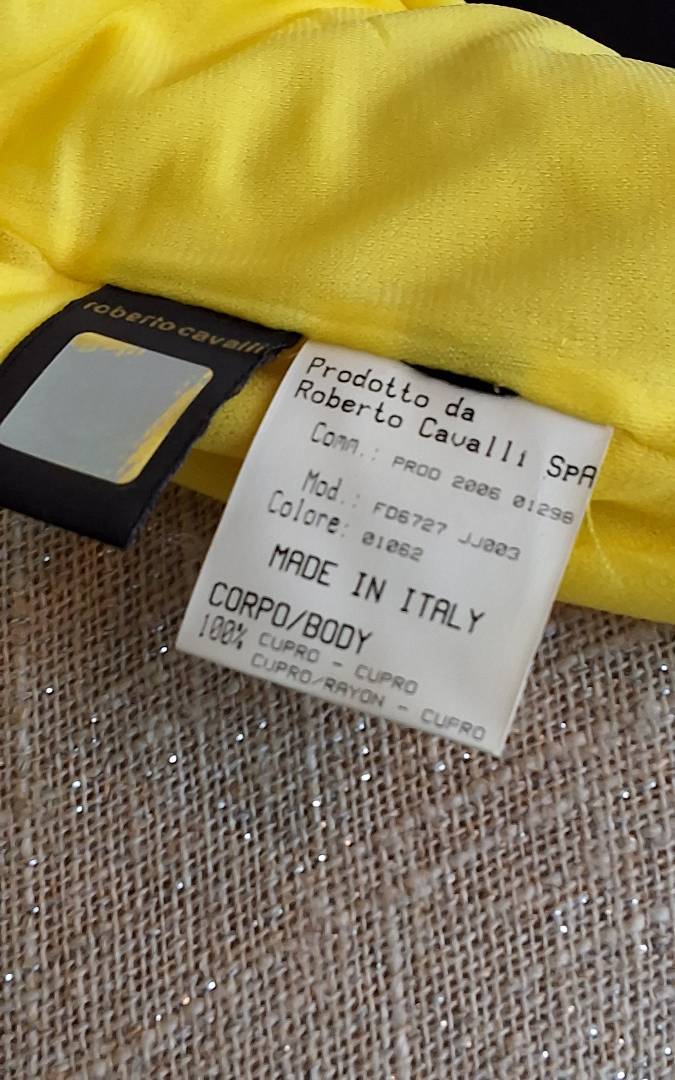 roberto cavalli
Prodotto da
Roberto Cavalli SpA
Comm.: PROD 2006 01298
Mod.: FD6727 JJ003
Colore: 01062
MADE IN ITALY
CORPO/BODY
100% CUPRO - CUPRO
CUPRO/RAYON - CUPRO